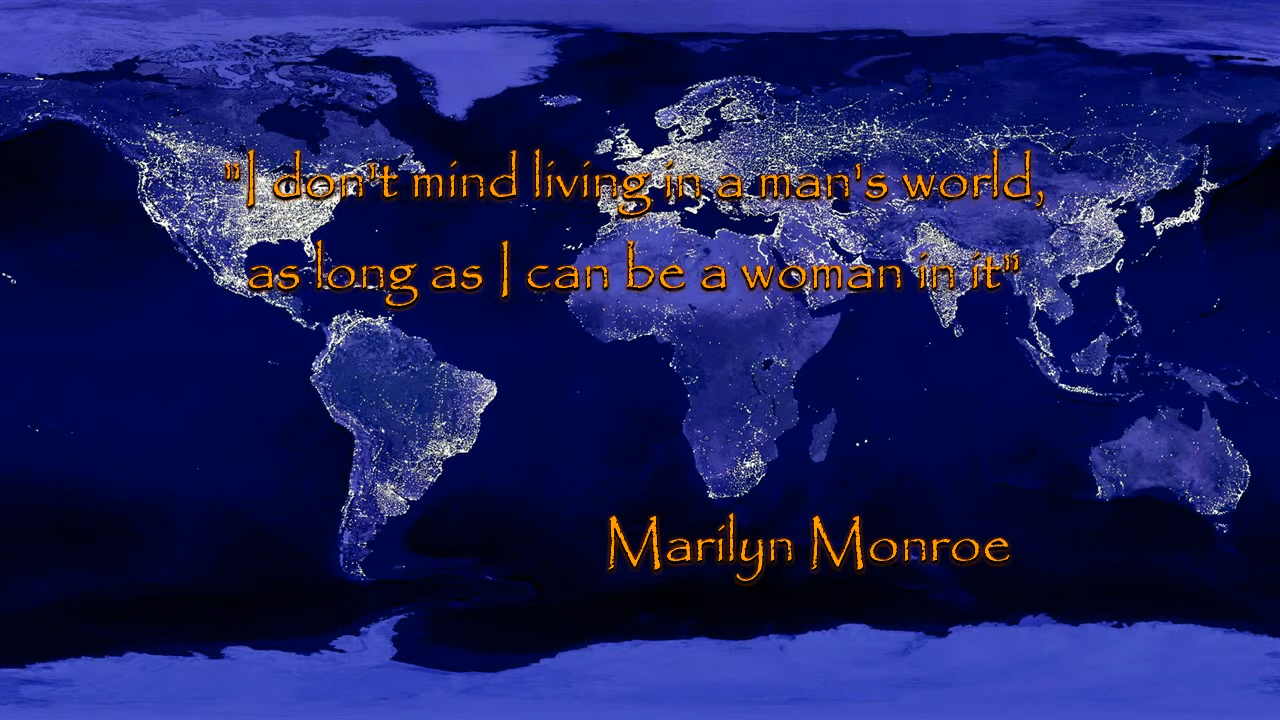 "I don't mind living in a man's world,
as long as I can be a woman in it"
Marilyn Monroe